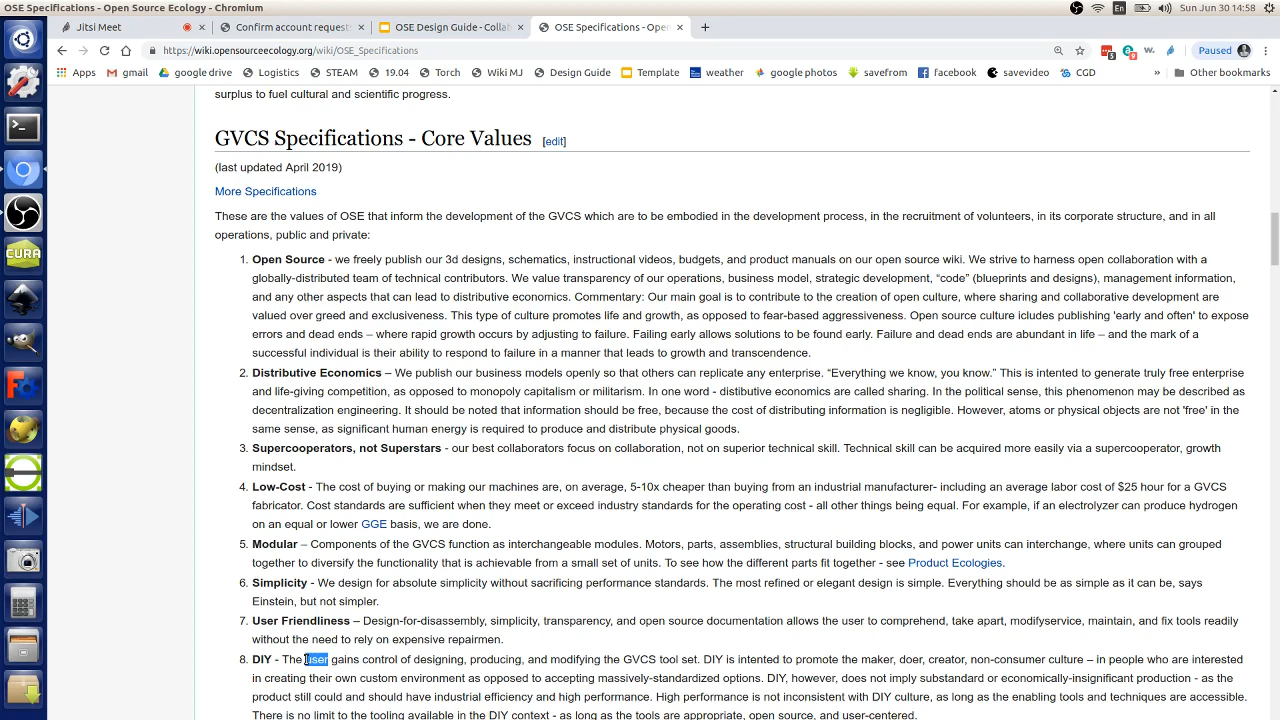 OSE Specifications - Open Source Ecology - Chromium
En
Sun Jun 30 14:58
Jitsi Meet
Confirm account request
OSE Design Guide - Collab
OSE Specifications - Open
https://wiki.opensourceecology.org/wiki/OSE_Specifications
5
9
w.
Paused
Apps
gmail
google drive
Logistics
STEAM
19.04
Torch
Wiki MJ
Design Guide
Template
weather
google photos
savefrom
facebook
savevideo
CGD
»
Other bookmarks
surplus to fuel cultural and scientific progress.
GVCS Specifications - Core Values [edit]
(last updated April 2019)
More Specifications
These are the values of OSE that inform the development of the GVCS which are to be embodied in the development process, in the recruitment of volunteers, in its corporate structure, and in all
operations, public and private:
1. Open Source - we freely publish our 3d designs, schematics, instructional videos, budgets, and product manuals on our open source wiki. We strive to harness open collaboration with a
globally-distributed team of technical contributors. We value transparency of our operations, business model, strategic development, “code” (blueprints and designs), management information,
and any other aspects that can lead to distributive economics. Commentary: Our main goal is to contribute to the creation of open culture, where sharing and collaborative development are
valued over greed and exclusiveness. This type of culture promotes life and growth, as opposed to fear-based aggressiveness. Open source culture icludes publishing 'early and often' to expose
errors and dead ends – where rapid growth occurs by adjusting to failure. Failing early allows solutions to be found early. Failure and dead ends are abundant in life – and the mark of a
successful individual is their ability to respond to failure in a manner that leads to growth and transcendence.
2. Distributive Economics – We publish our business models openly so that others can replicate any enterprise. “Everything we know, you know.” This is intended to generate truly free enterprise
and life-giving competition, as opposed to monopoly capitalism or militarism. In one word - distibutive economics are called sharing. In the political sense, this phenomenon may be described as
decentralization engineering. It should be noted that information should be free, because the cost of distributing information is negligible. However, atoms or physical objects are not 'free' in the
same sense, as significant human energy is required to produce and distribute physical goods.
3. Supercooperators, not Superstars - our best collaborators focus on collaboration, not on superior technical skill. Technical skill can be acquired more easily via a supercooperator, growth
mindset.
4. Low-Cost - The cost of buying or making our machines are, on average, 5-10x cheaper than buying from an industrial manufacturer- including an average labor cost of $25 hour for a GVCS
fabricator. Cost standards are sufficient when they meet or exceed industry standards for the operating cost - all other things being equal. For example, if an electrolyzer can produce hydrogen
on an equal or lower GGE basis, we are done.
5. Modular – Components of the GVCS function as interchangeable modules. Motors, parts, assemblies, structural building blocks, and power units can interchange, where units can grouped
together to diversify the functionality that is achievable from a small set of units. To see how the different parts fit together - see Product Ecologies.
6. Simplicity - We design for absolute simplicity without sacrificing performance standards. The most refined or elegant design is simple. Everything should be as simple as it can be, says
Einstein, but not simpler.
7. User Friendliness – Design-for-disassembly, simplicity, transparency, and open source documentation allows the user to comprehend, take apart, modifyservice, maintain, and fix tools readily
without the need to rely on expensive repairmen.
8. DIY - The user gains control of designing, producing, and modifying the GVCS tool set. DIY is intended to promote the maker, doer, creator, non-consumer culture – in people who are interested
in creating their own custom environment as opposed to accepting massively-standardized options. DIY, however, does not imply substandard or economically-insignificant production - as the
product still could and should have industrial efficiency and high performance. High performance is not inconsistent with DIY culture, as long as the enabling tools and techniques are accessible.
There is no limit to the tooling available in the DIY context - as long as the tools are appropriate, open source, and user-centered.
CURA